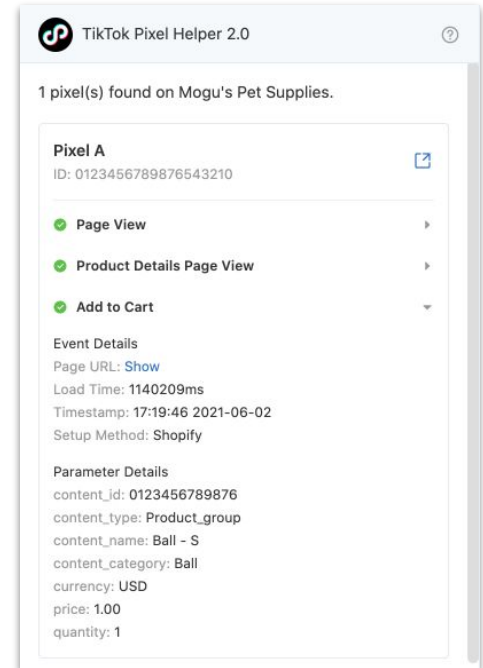 TikTok Pixel Helper 2.0
?
1 pixel(s) found on Mogu's Pet Supplies.
Pixel A
ID: 0123456789876543210
Page View
Product Details Page View
Add to Cart
Event Details
Page URL: Show
Load Time: 1140209ms
Timestamp: 17:19:46 2021-06-02
Setup Method: Shopify
Parameter Details
content_id: 0123456789876
content_type: Product_group
content_name: Ball - S
content_category: Ball
currency: USD
price: 1.00
quantity: 1